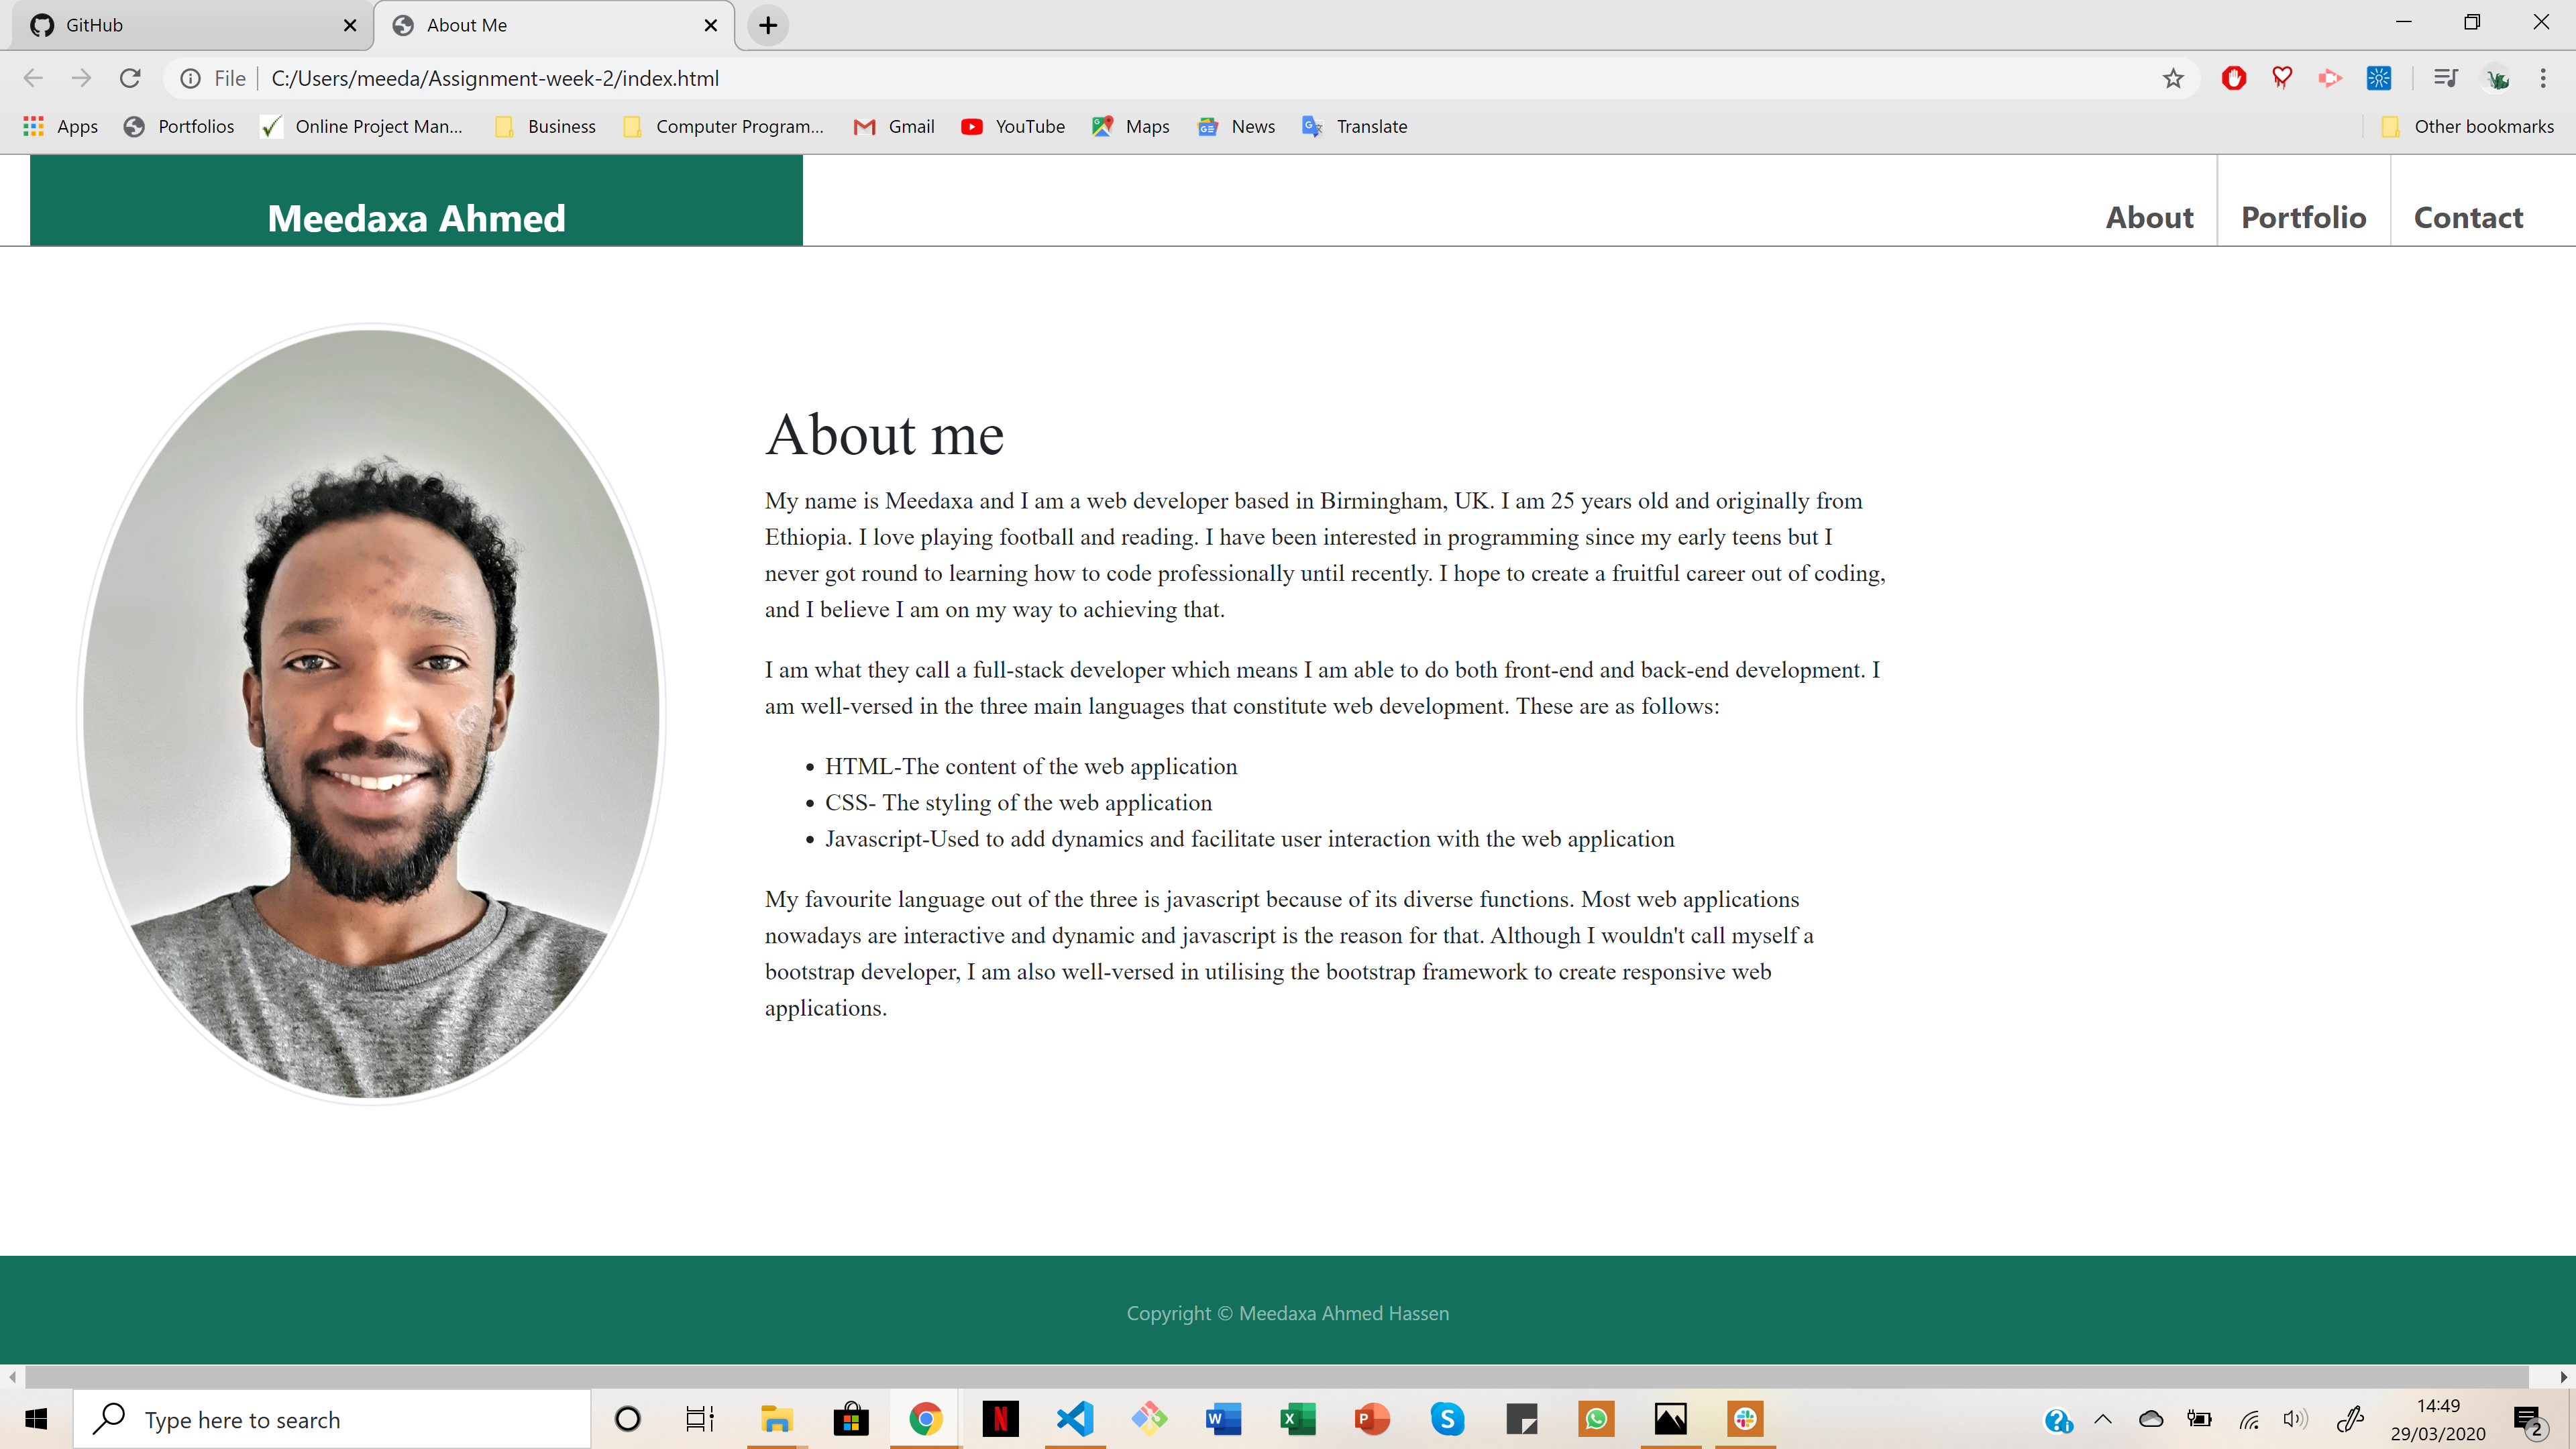 GitHub
About Me
File
C:/Users/meeda/Assignment-week-2/index.html
Apps
Portfolios
Online Project Man...
Business
Computer Program...
Gmail
YouTube
Maps
News
Translate
Other bookmarks
Meedaxa Ahmed
About
Portfolio
Contact
About me
My name is Meedaxa and I am a web developer based in Birmingham, UK. I am 25 years old and originally from
Ethiopia. I love playing football and reading. I have been interested in programming since my early teens but I
never got round to learning how to code professionally until recently. I hope to create a fruitful career out of coding,
and I believe I am on my way to achieving that.
I am what they call a full-stack developer which means I am able to do both front-end and back-end development. I
am well-versed in the three main languages that constitute web development. These are as follows:
• HTML-The content of the web application
• CSS- The styling of the web application
• Javascript-Used to add dynamics and facilitate user interaction with the web application
My favourite language out of the three is javascript because of its diverse functions. Most web applications
nowadays are interactive and dynamic and javascript is the reason for that. Although I wouldn't call myself a
bootstrap developer, I am also well-versed in utilising the bootstrap framework to create responsive web
applications.
Copyright © Meedaxa Ahmed Hassen
Type here to search
14:49
29/03/2020
2